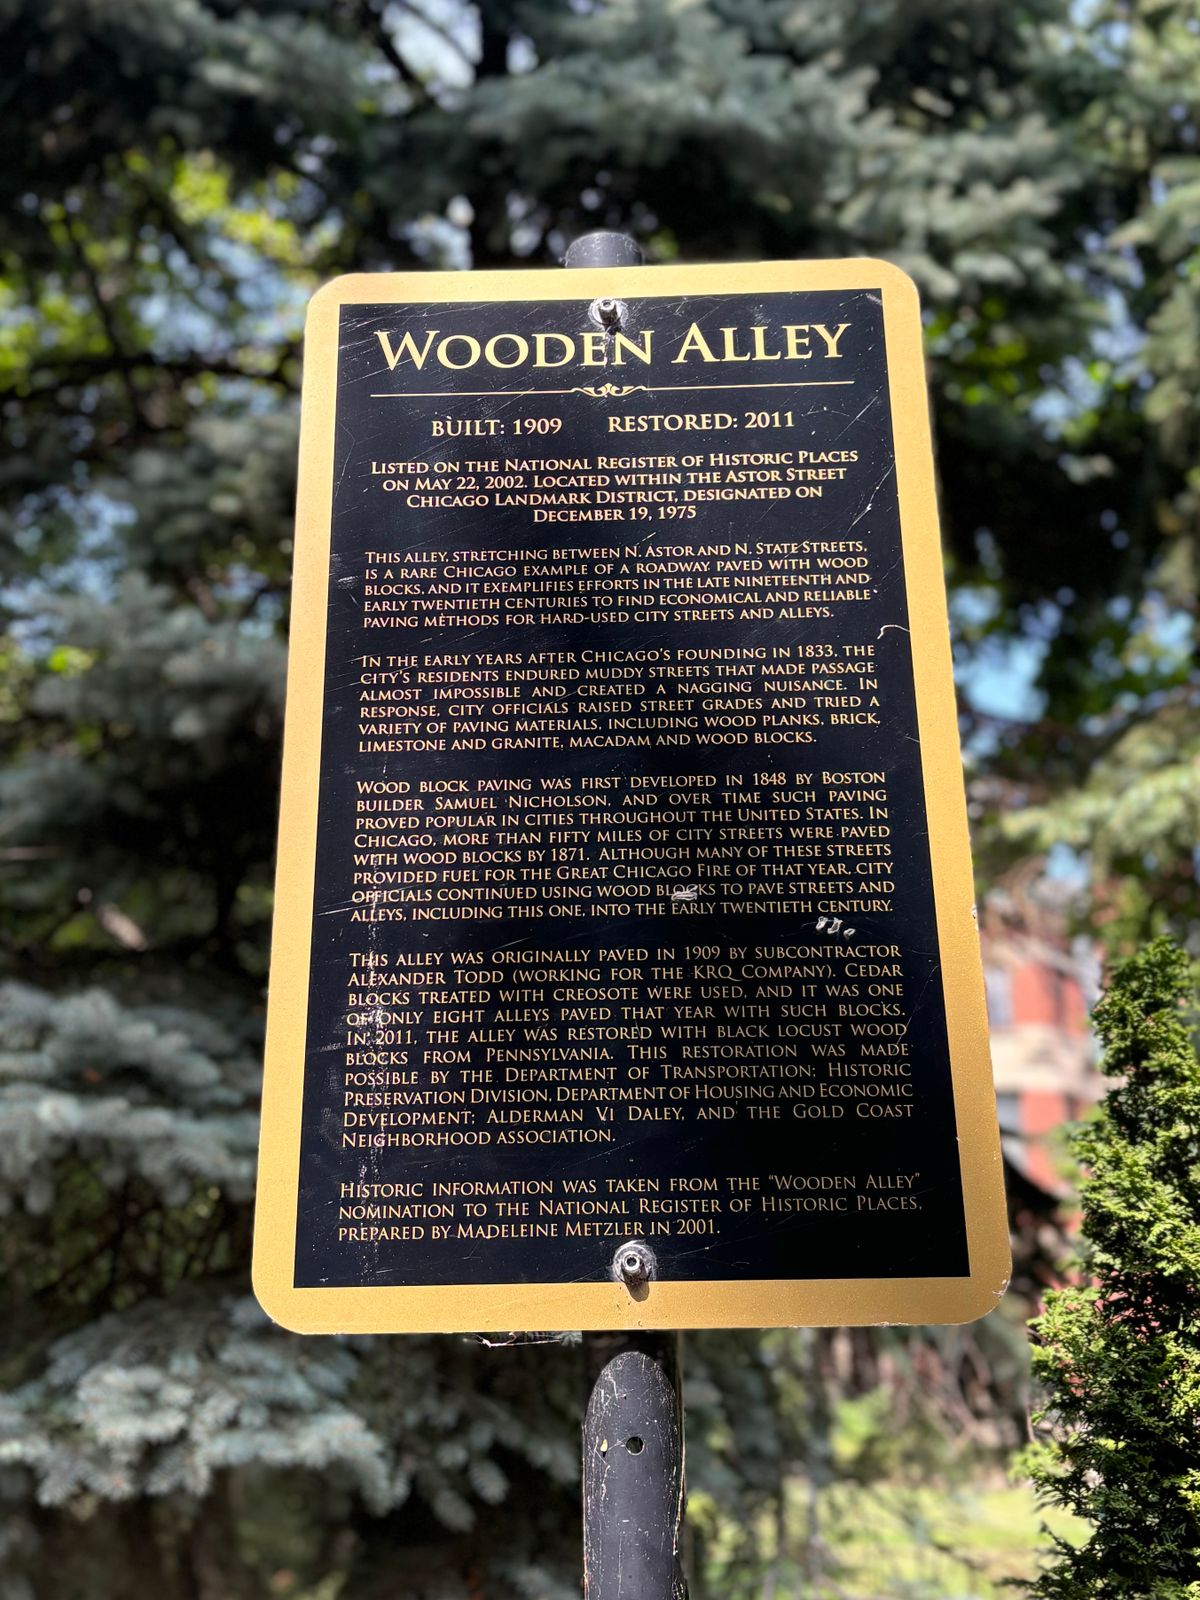 WOODEN ALLEY
BUILT: 1909 RESTORED: 2011
LISTED ON THE NATIONAL REGISTER OF HISTORIC PLACES
ON MAY 22, 2002. LOCATED WITHIN THE ASTOR STREET
CHICAGO LANDMARK DISTRICT, DESIGNATED ON
DECEMBER 19, 1975
THIS ALLEY, STRETCHING BETWEEN N. ASTOR AND N. STATE STREETS,
IS A RARE CHICAGO EXAMPLE OF A ROADWAY PAVED WITH WOOD
BLOCKS, AND IT EXEMPLIFIES EFFORTS IN THE LATE NINETEENTH AND
EARLY TWENTIETH CENTURIES TO FIND ECONOMICAL AND RELIABLE
PAVING METHODS FOR HARD-USED CITY STREETS AND ALLEYS.
IN THE EARLY YEARS AFTER CHICAGO'S FOUNDING IN 1833, THE
CITY'S RESIDENTS ENDURED MUDDY STREETS THAT MADE PASSAGE
ALMOST IMPOSSIBLE AND CREATED A NAGGING NUISANCE. IN
RESPONSE, CITY OFFICIALS RAISED STREET GRADES AND TRIED A
VARIETY OF PAVING MATERIALS, INCLUDING WOOD PLANKS, BRICK,
LIMESTONE AND GRANITE, MACADAM AND WOOD BLOCKS.
WOOD BLOCK PAVING WAS FIRST DEVELOPED IN 1848 BY BOSTON
BUILDER SAMUEL NICHOLSON, AND OVER TIME SUCH PAVING
PROVED POPULAR IN CITIES THROUGHOUT THE UNITED STATES. IN
CHICAGO, MORE THAN FIFTY MILES OF CITY STREETS WERE PAVED
WITH WOOD BLOCKS BY 1871. ALTHOUGH MANY OF THESE STREETS
PROVIDED FUEL FOR THE GREAT CHICAGO FIRE OF THAT YEAR, CITY
OFFICIALS CONTINUED USING WOOD BLOCKS TO PAVE STREETS AND
ALLEYS, INCLUDING THIS ONE, INTO THE EARLY TWENTIETH CENTURY.
THIS ALLEY WAS ORIGINALLY PAVED IN 1909 BY SUBCONTRACTOR
ALEXANDER TODD (WORKING FOR THE KRQ COMPANY). CEDAR
BLOCKS TREATED WITH CREOSOTE WERE USED, AND IT WAS ONE
OF ONLY EIGHT ALLEYS PAVED THAT YEAR WITH SUCH BLOCKS.
IN 2011, THE ALLEY WAS RESTORED WITH BLACK LOCUST WOOD
BLOCKS FROM PENNSYLVANIA. THIS RESTORATION WAS MADE
POSSIBLE BY THE DEPARTMENT OF TRANSPORTATION; HISTORIC
PRESERVATION DIVISION, DEPARTMENT OF HOUSING AND ECONOMIC
DEVELOPMENT; ALDERMAN VI DALEY, AND THE GOLD COAST
NEIGHBORHOOD ASSOCIATION.
HISTORIC INFORMATION WAS TAKEN FROM THE "WOODEN ALLEY"
NOMINATION TO THE NATIONAL REGISTER OF HISTORIC PLACES,
PREPARED BY MADELEINE METZLER IN 2001.